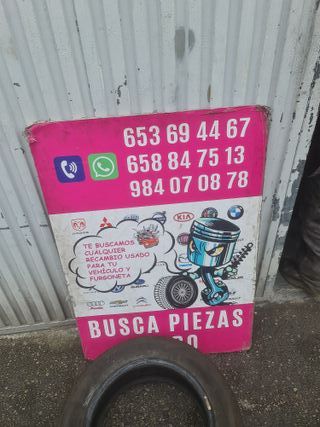 653 69 44 67
658 84 75 13
984 07 08 78
KIA
TE BUSCAMOS
CUALQUIER
RECAMBIO USADO
PARA TU
VEHÍCULO Y
FURGONETA
BUSCA PIEZAS